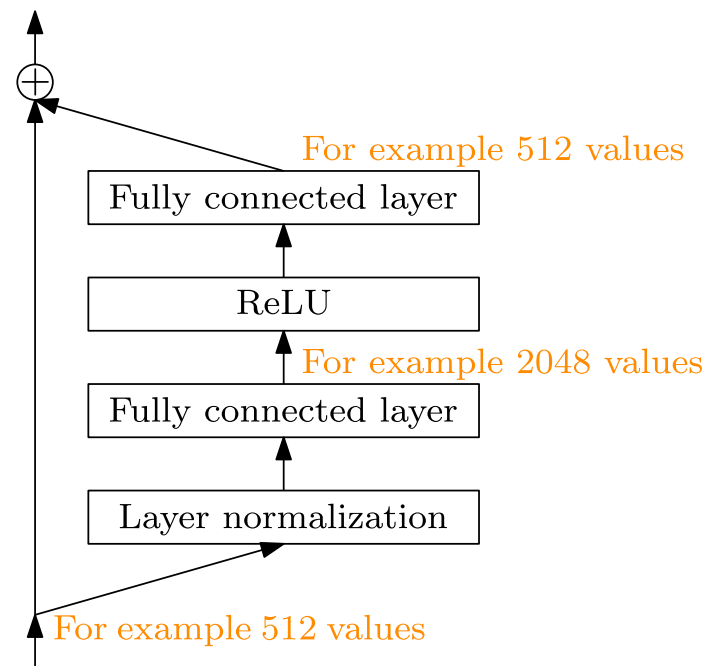 For example 512 values
Fully connected layer
ReLU
For example 2048 values
Fully connected layer
Layer normalization
For example 512 values